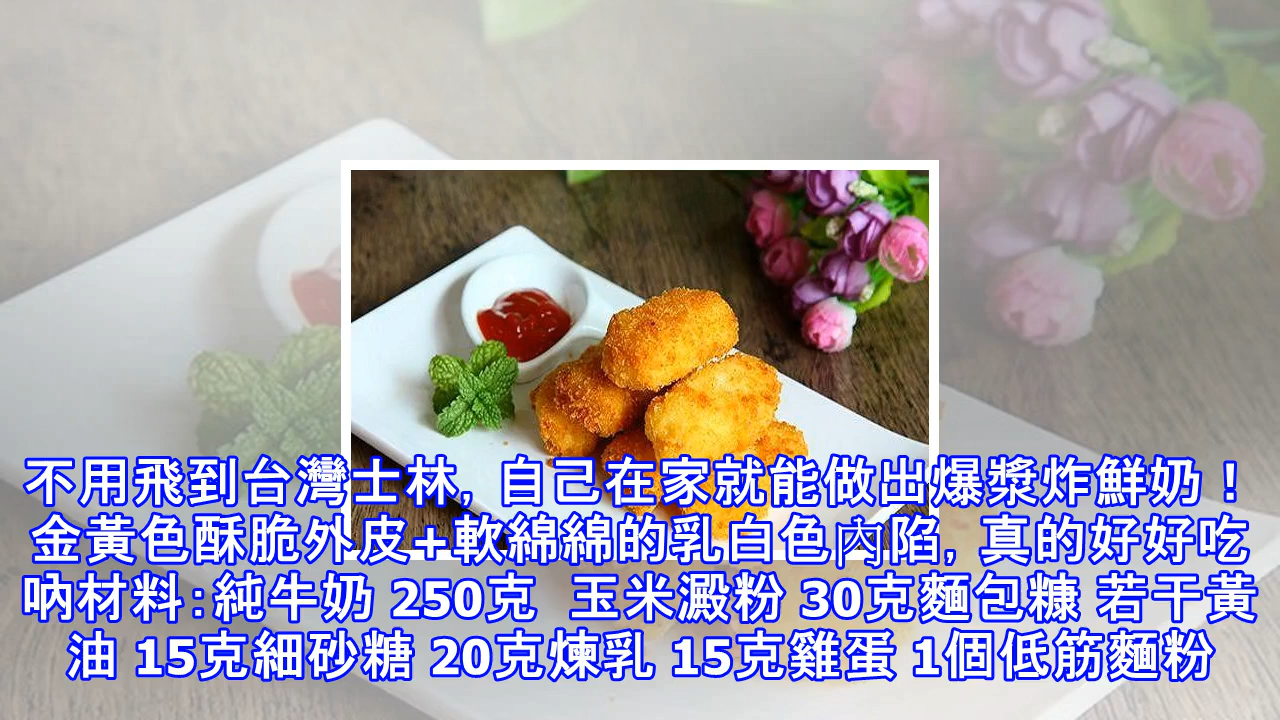 不用飛到台灣士林, 自己在家就能做出爆漿炸鮮奶！
金黃色酥脆外皮+軟綿綿的乳白色內陷, 真的好好吃
吶材料:純牛奶 250克 玉米澱粉 30克麵包糠 若干黃
油 15克細砂糖 20克煉乳 15克雞蛋 1個低筋麵粉